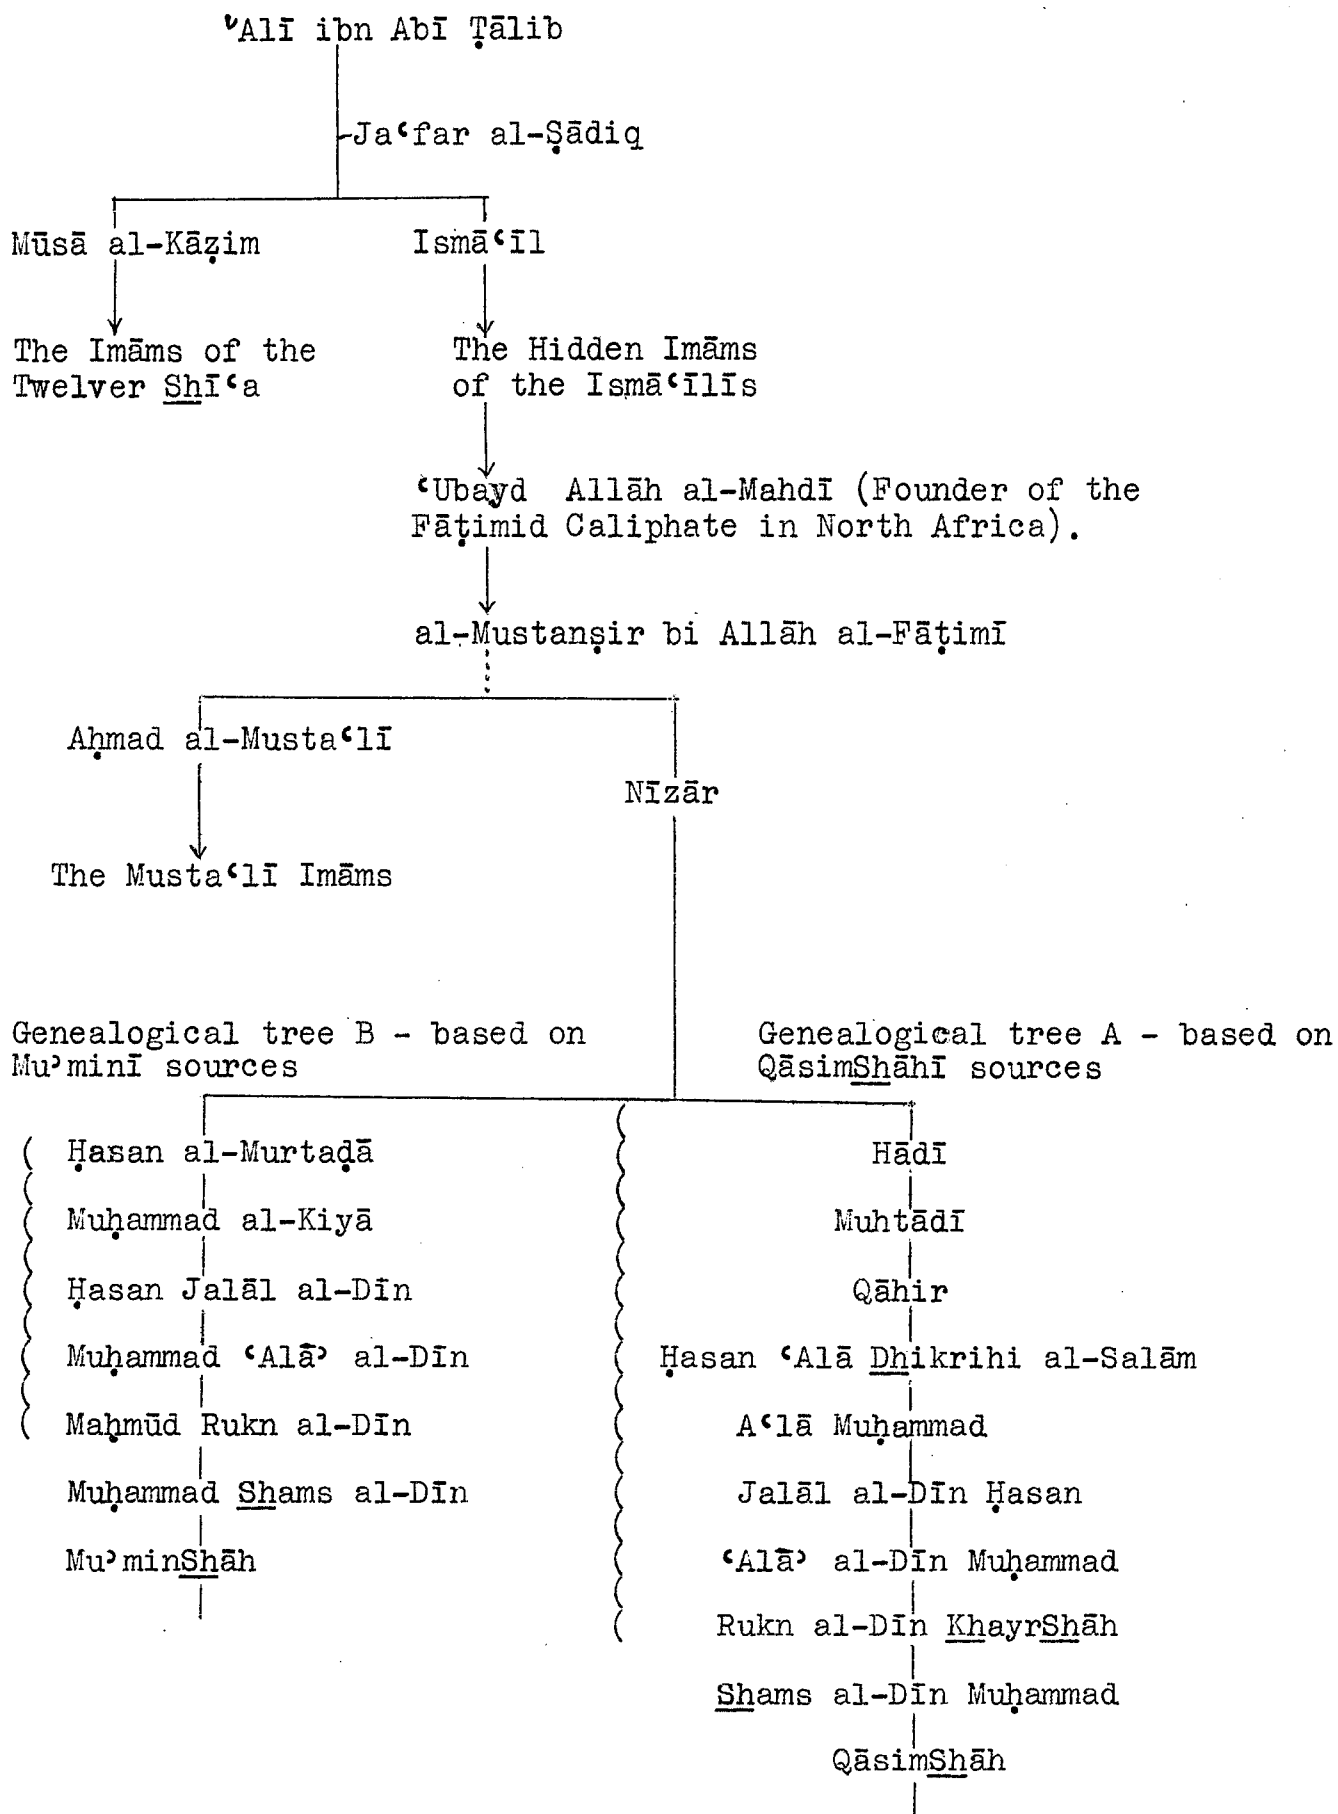 ʿAlī ibn Abī Ṭālib
Jaʿfar al-Ṣādiq
Mūsā al-Kāẓim
Ismāʿīl
The Imāms of the
Twelver Shīʿa
The Hidden Imāms
of the Ismāʿīlīs
ʿUbayd Allāh al-Mahdī (Founder of the
Fāṭimid Caliphate in North Africa).
al-Mustanṣir bi Allāh al-Fāṭimī
Aḥmad al-Mustaʿlī
Nīzār
The Mustaʿlī Imāms
Genealogical tree B - based on
Muʾminī sources
Ḥasan al-Murtaḍā
Muḥammad al-Kiyā
Ḥasan Jalāl al-Dīn
Muḥammad ʿAlāʾ al-Dīn
Maḥmūd Rukn al-Dīn
Muḥammad Shams al-Dīn
MuʾminShāh
Genealogical tree A - based on
QāsimShāhī sources
Hādī
Muhtādī
Qāhir
Ḥasan ʿAlā Dhikrihi al-Salām
Aʿlā Muḥammad
Jalāl al-Dīn Ḥasan
ʿAlāʾ al-Dīn Muḥammad
Rukn al-Dīn KhayrShāh
Shams al-Dīn Muḥammad
QāsimShāh